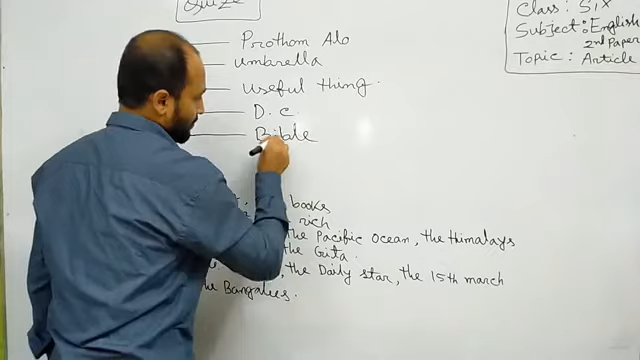 Quize
Class : Six
Subject : English
2nd Paper
Topic : Article
Prothom Alo
umbrella
useful thing.
D.C.
Bible
books
rich
the Pacific Ocean, the Himalays
the Gita.
the Daily star, the 15th march
the Bangalees.